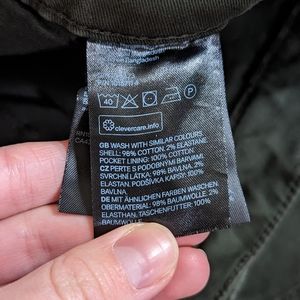 Bangladesh
40
P
clevercare.info
GB WASH WITH SIMILAR COLOURS
SHELL: 98% COTTON. 2% ELASTANE
POCKET LINING: 100% COTTON
CZ PERTE S PODOBNÝMI BARVAMI.
SVRCHNÍ LÁTKA: 98% BAVLNA. 2%
ELASTAN. PODŠÍVKA KAPSY: 100%
BAVLNA
DE MIT ÄHNLICHEN FARBEN WASCHEN
OBERMATERIAL: 98% BAUMWOLLE. 2%
ELASTHAN. TASCHENFUTTER: 100%
BAUMWOLLE